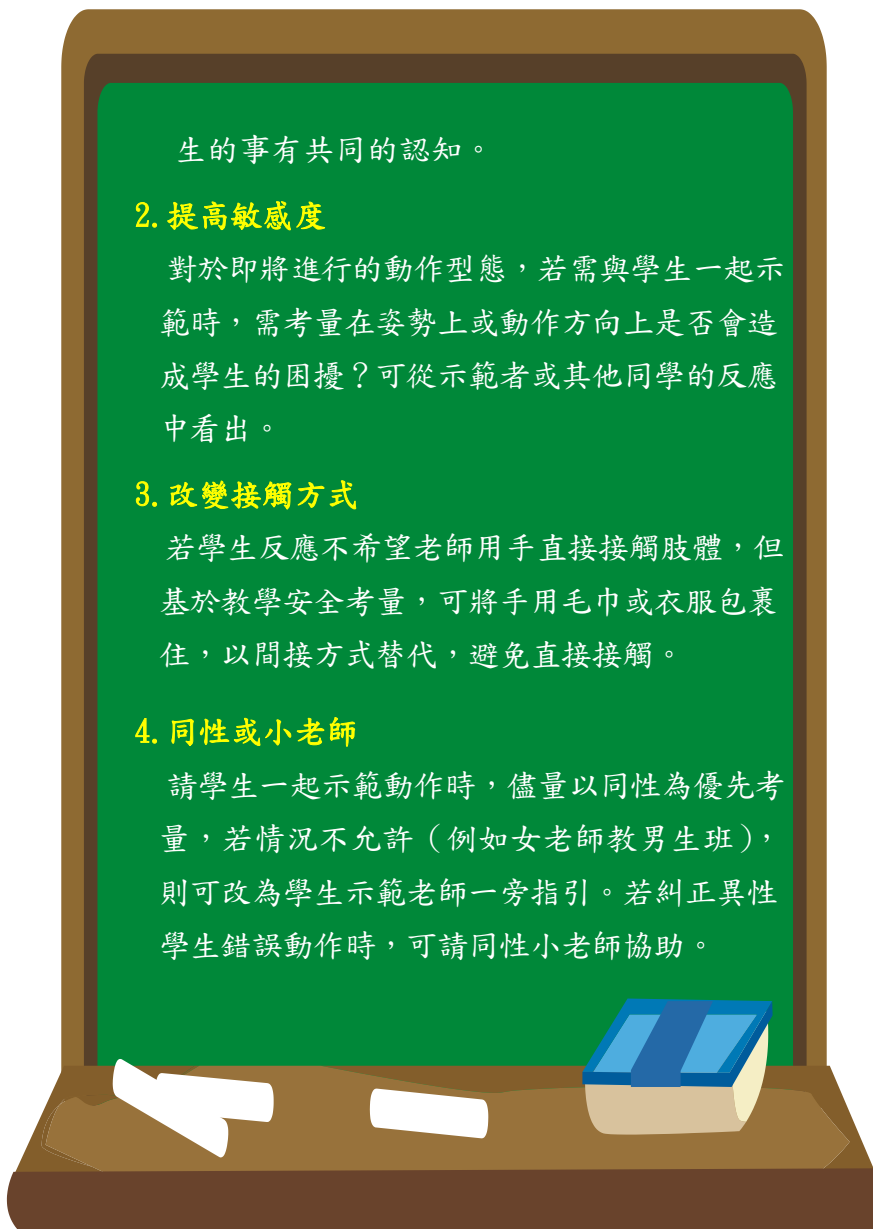 生的事有共同的認知。
2.提高敏感度
對於即將進行的動作型態，若需與學生一起示
範時，需考量在姿勢上或動作方向上是否會造
成學生的困擾？可從示範者或其他同學的反應
中看出。
3.改變接觸方式
若學生反應不希望老師用手直接接觸肢體，但
基於教學安全考量，可將手用毛巾或衣服包裹
住，以間接方式替代，避免直接接觸。
4.同性或小老師
請學生一起示範動作時，儘量以同性為優先考
量，若情況不允許（例如女老師教男生班），
則可改為學生示範老師一旁指引。若糾正異性
學生錯誤動作時，可請同性小老師協助。